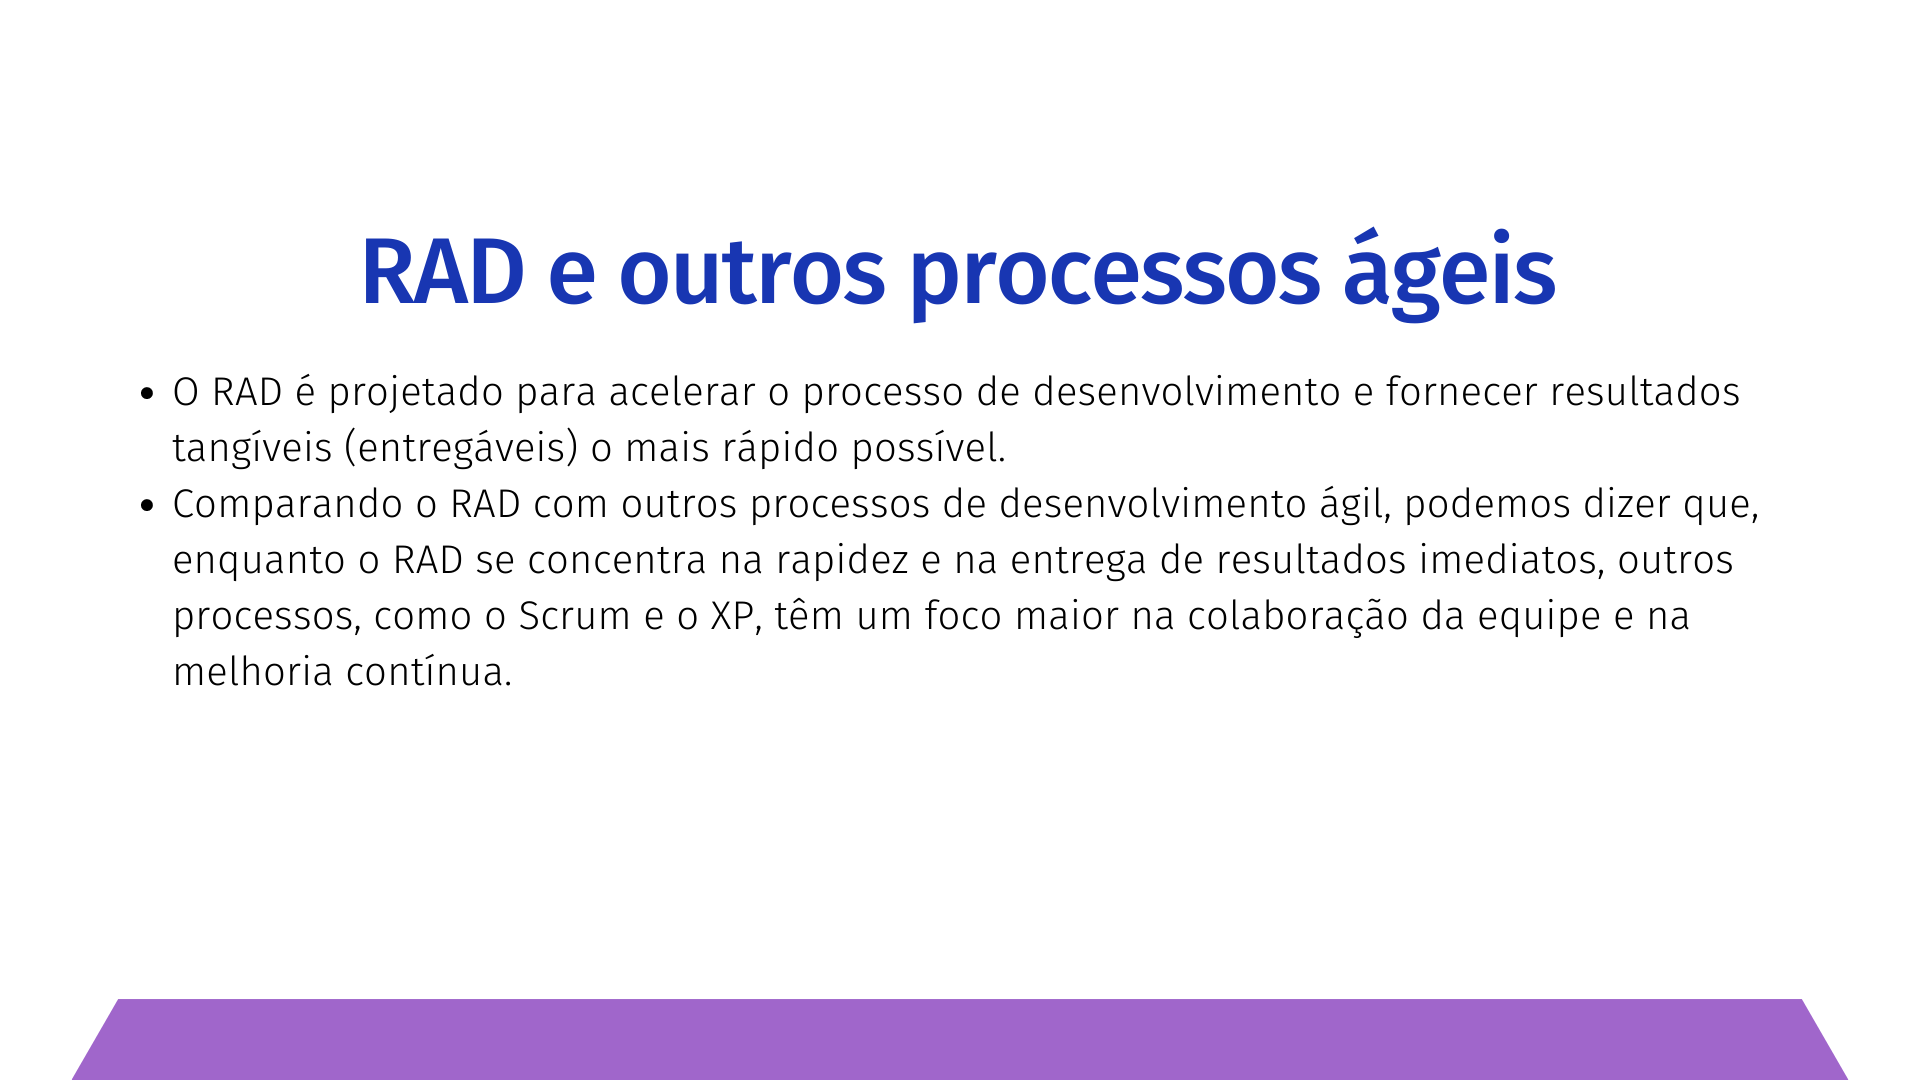 RAD e outros processos ágeis
• O RAD é projetado para acelerar o processo de desenvolvimento e fornecer resultados
tangíveis (entregáveis) o mais rápido possível.
• Comparando o RAD com outros processos de desenvolvimento ágil, podemos dizer que,
enquanto o RAD se concentra na rapidez e na entrega de resultados imediatos, outros
processos, como o Scrum e o XP, têm um foco maior na colaboração da equipe e na
melhoria contínua.